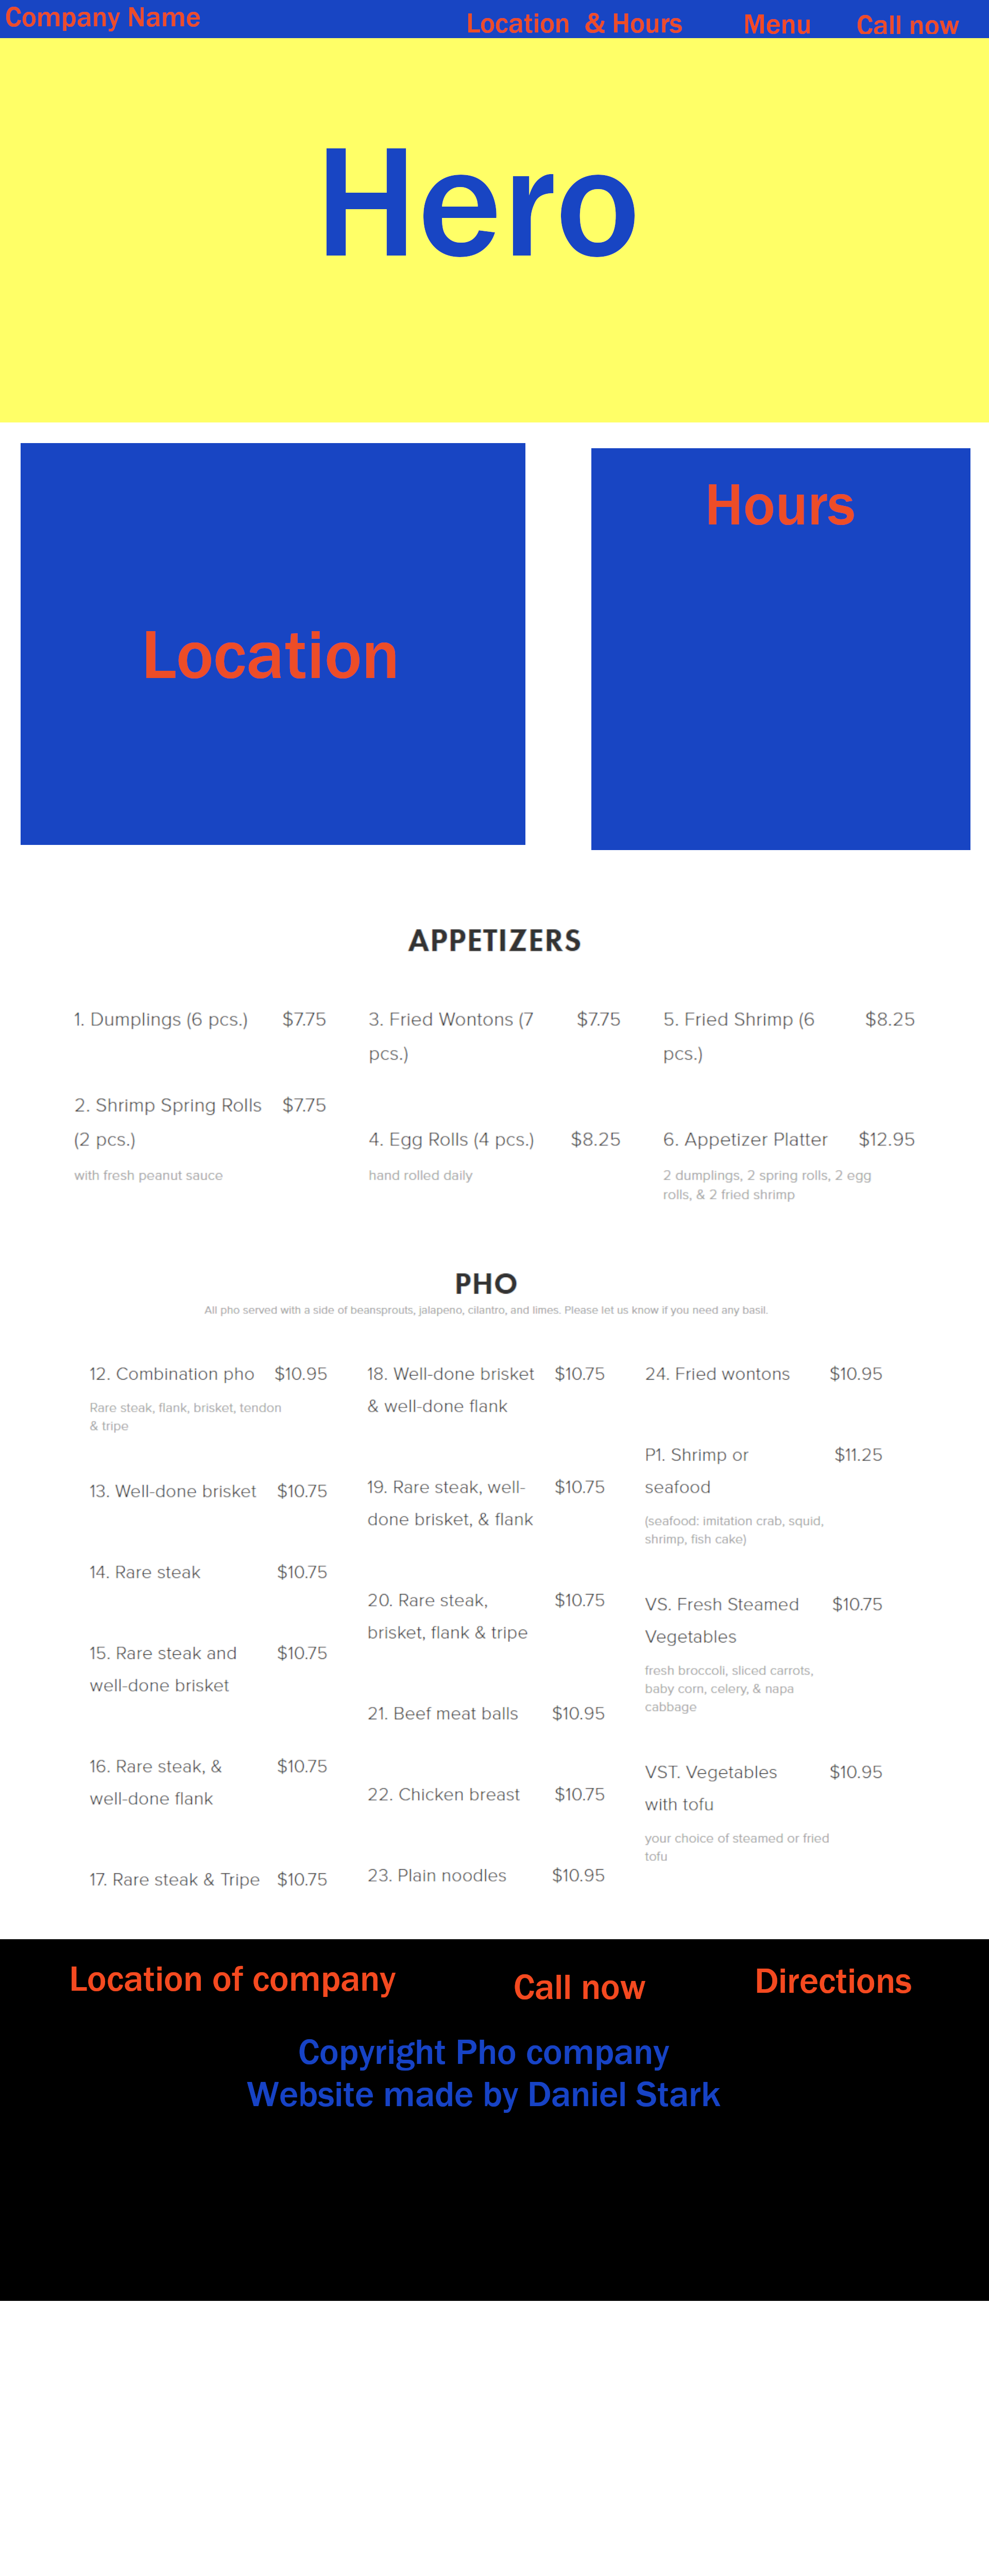 Company Name
Location & Hours
Menu
Call now
Hero
Location
Hours
APPETIZERS
1. Dumplings (6 pcs.) $7.75
2. Shrimp Spring Rolls $7.75
(2 pcs.)
with fresh peanut sauce
3. Fried Wontons (7 $7.75
pcs.)
4. Egg Rolls (4 pcs.) $8.25
hand rolled daily
5. Fried Shrimp (6 $8.25
pcs.)
6. Appetizer Platter $12.95
2 dumplings, 2 spring rolls, 2 egg
rolls, & 2 fried shrimp
PHO
All pho served with a side of beansprouts, jalapeno, cilantro, and limes. Please let us know if you need any basil.
12. Combination pho $10.95
Rare steak, flank, brisket, tendon
& tripe
13. Well-done brisket $10.75
14. Rare steak $10.75
15. Rare steak and $10.75
well-done brisket
16. Rare steak, & $10.75
well-done flank
17. Rare steak & Tripe $10.75
18. Well-done brisket $10.75
& well-done flank
19. Rare steak, well- $10.75
done brisket, & flank
20. Rare steak, $10.75
brisket, flank & tripe
21. Beef meat balls $10.95
22. Chicken breast $10.75
23. Plain noodles $10.95
24. Fried wontons $10.95
P1. Shrimp or $11.25
seafood
(seafood: imitation crab, squid,
shrimp, fish cake)
VS. Fresh Steamed $10.75
Vegetables
fresh broccoli, sliced carrots,
baby corn, celery, & napa
cabbage
VST. Vegetables $10.95
with tofu
your choice of steamed or fried
tofu
Location of company
Call now
Directions
Copyright Pho company
Website made by Daniel Stark